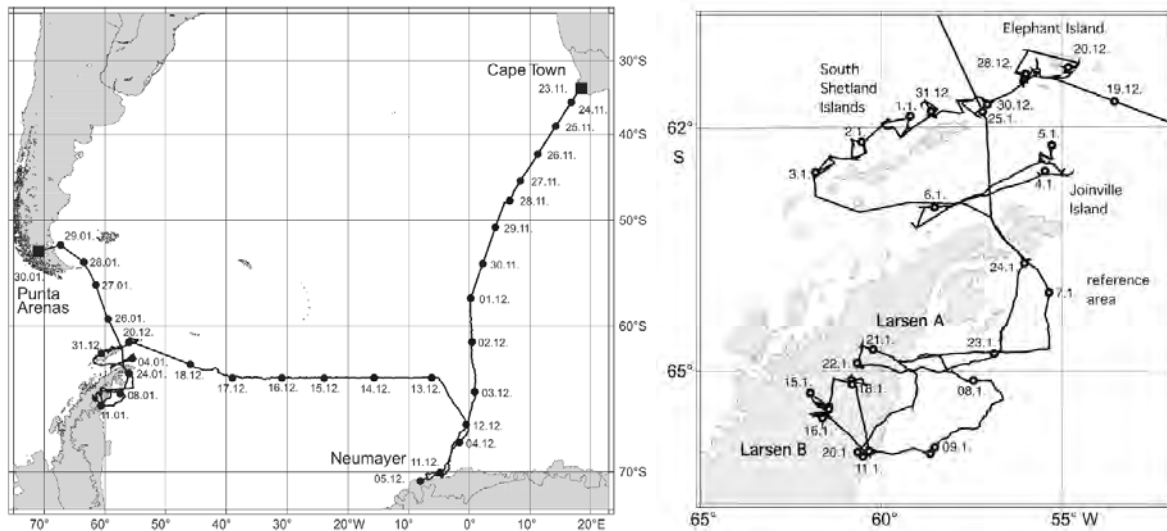 Cape Town
23.11.
24.11.
25.11.
26.11.
27.11.
28.11.
29.11.
30.11.
01.12.
02.12.
03.12.
12.12.
04.12.
11.12.
05.12.
Neumayer
13.12.
14.12.
15.12.
16.12.
17.12.
18.12.
20.12.
31.12.
04.01.
24.01.
08.01.
11.01.
26.01.
27.01.
28.01.
29.01.
30.01.
Punta
Arenas
30°S
40°S
50°S
60°S
70°S
70°
60°
50°
40°
30°
20°W
10°
0°
10°
20°E
Elephant Island
20.12.
28.12.
19.12.
South
Shetland
Islands
31.12.
1.1.
30.12.
25.1.
2.1.
3.1.
5.1.
4.1.
6.1.
Joinville
Island
24.1.
7.1.
reference
area
Larsen A
21.1.
22.1.
23.1.
15.1.
18.1.
08.1.
16.1.
Larsen B
20.1.
11.1.
09.1.
62°
S
65°
65°
60°
55°W